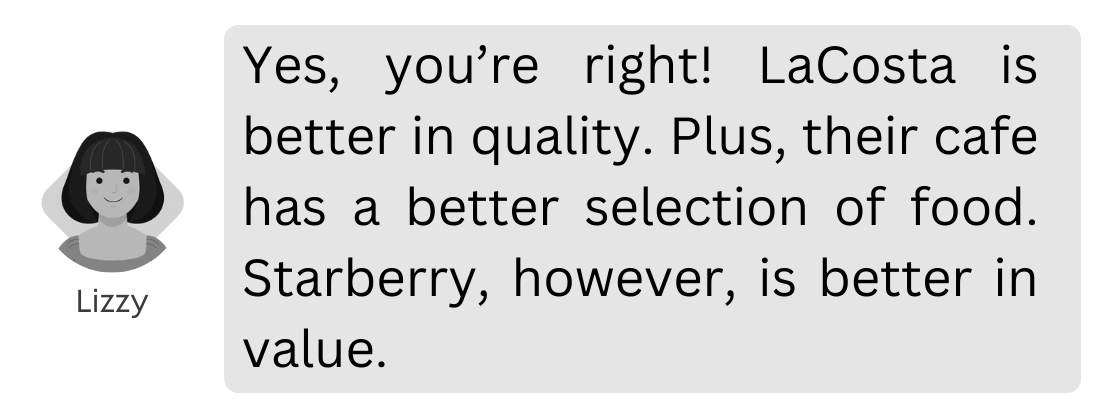 Yes, you’re right! LaCosta is
better in quality. Plus, their cafe
has a better selection of food.
Starberry, however, is better in
value.
Lizzy